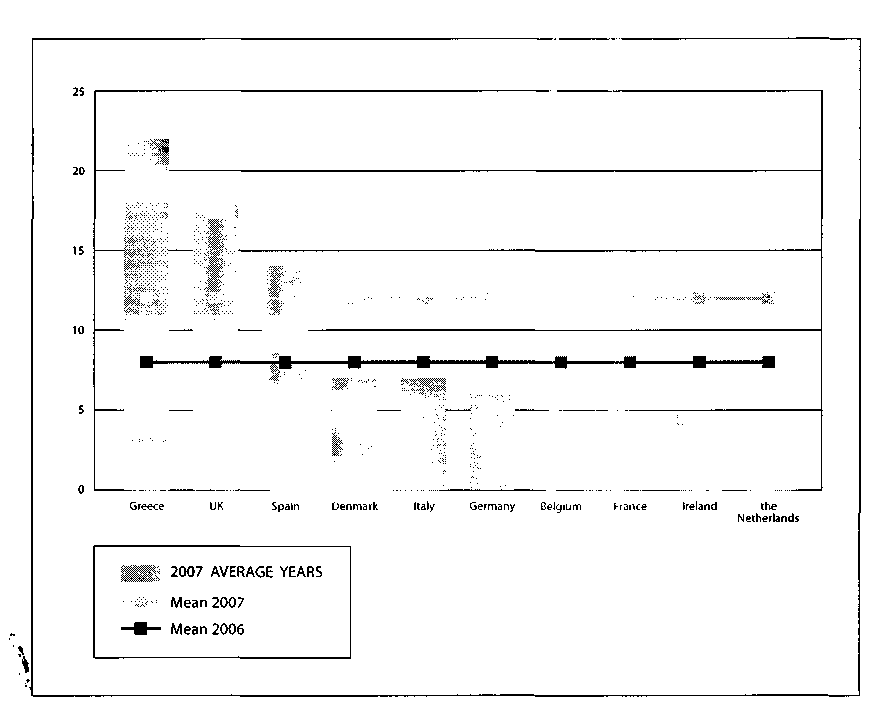 25
20
15
10
5
0
Greece UK Spain Denmark Italy Germany Belgium France Ireland the Netherlands
2007 AVERAGE YEARS
Mean 2007
Mean 2006